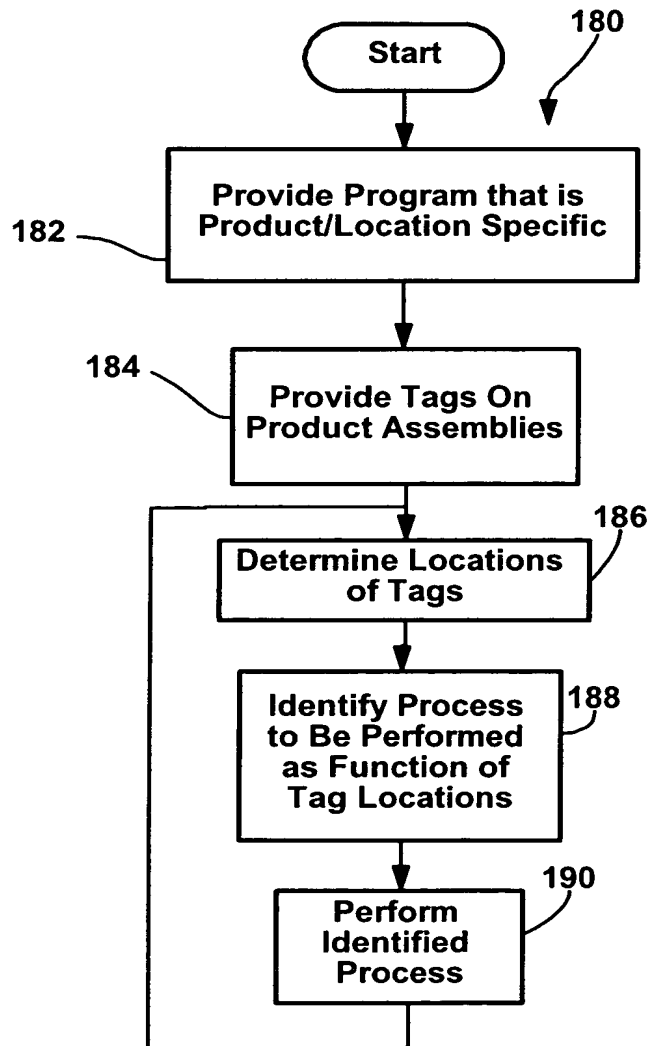 180
Start
Provide Program that is
Product/Location Specific
182
184
Provide Tags On
Product Assemblies
186
Determine Locations
of Tags
188
Identify Process
to Be Performed
as Function of
Tag Locations
190
Perform
Identified
Process